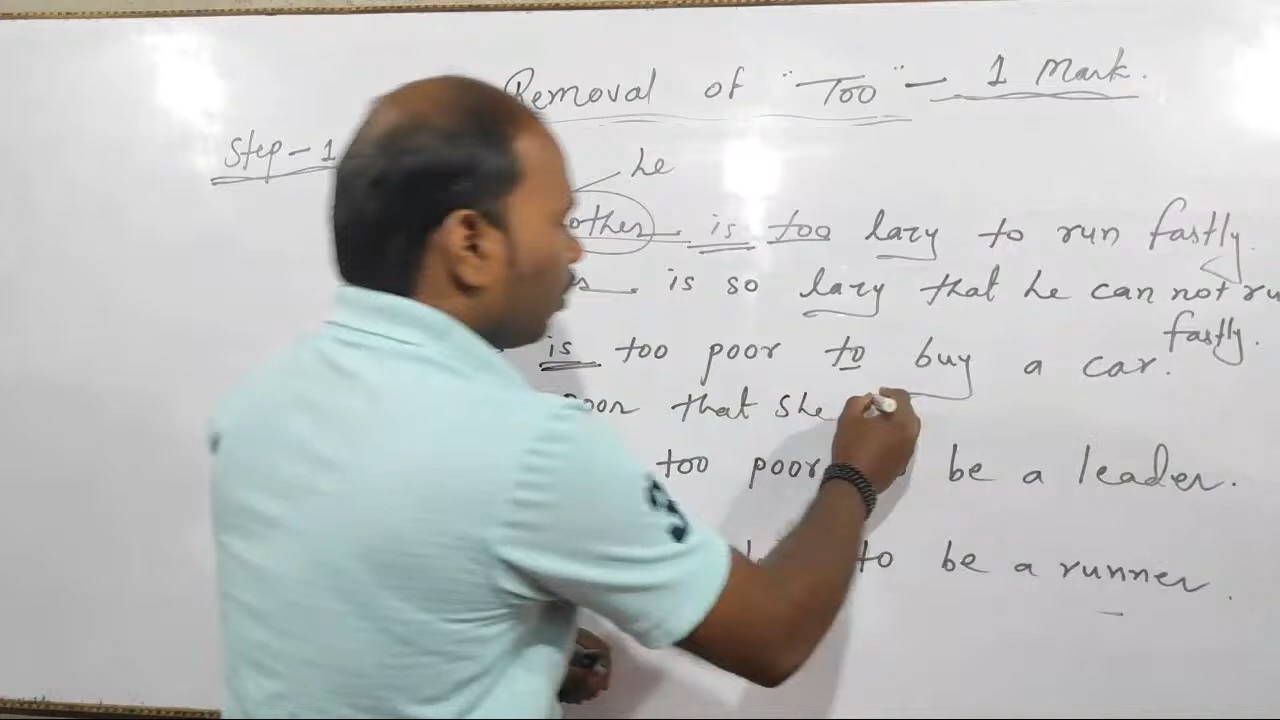 Removal of "Too" - 1 Mark.
Step - 1
he
other is too lazy to run fastly.
is so lazy that he can not ru
fastly.
is too poor to buy a car.
poor that she
too poor be a leader.
to be a runner.